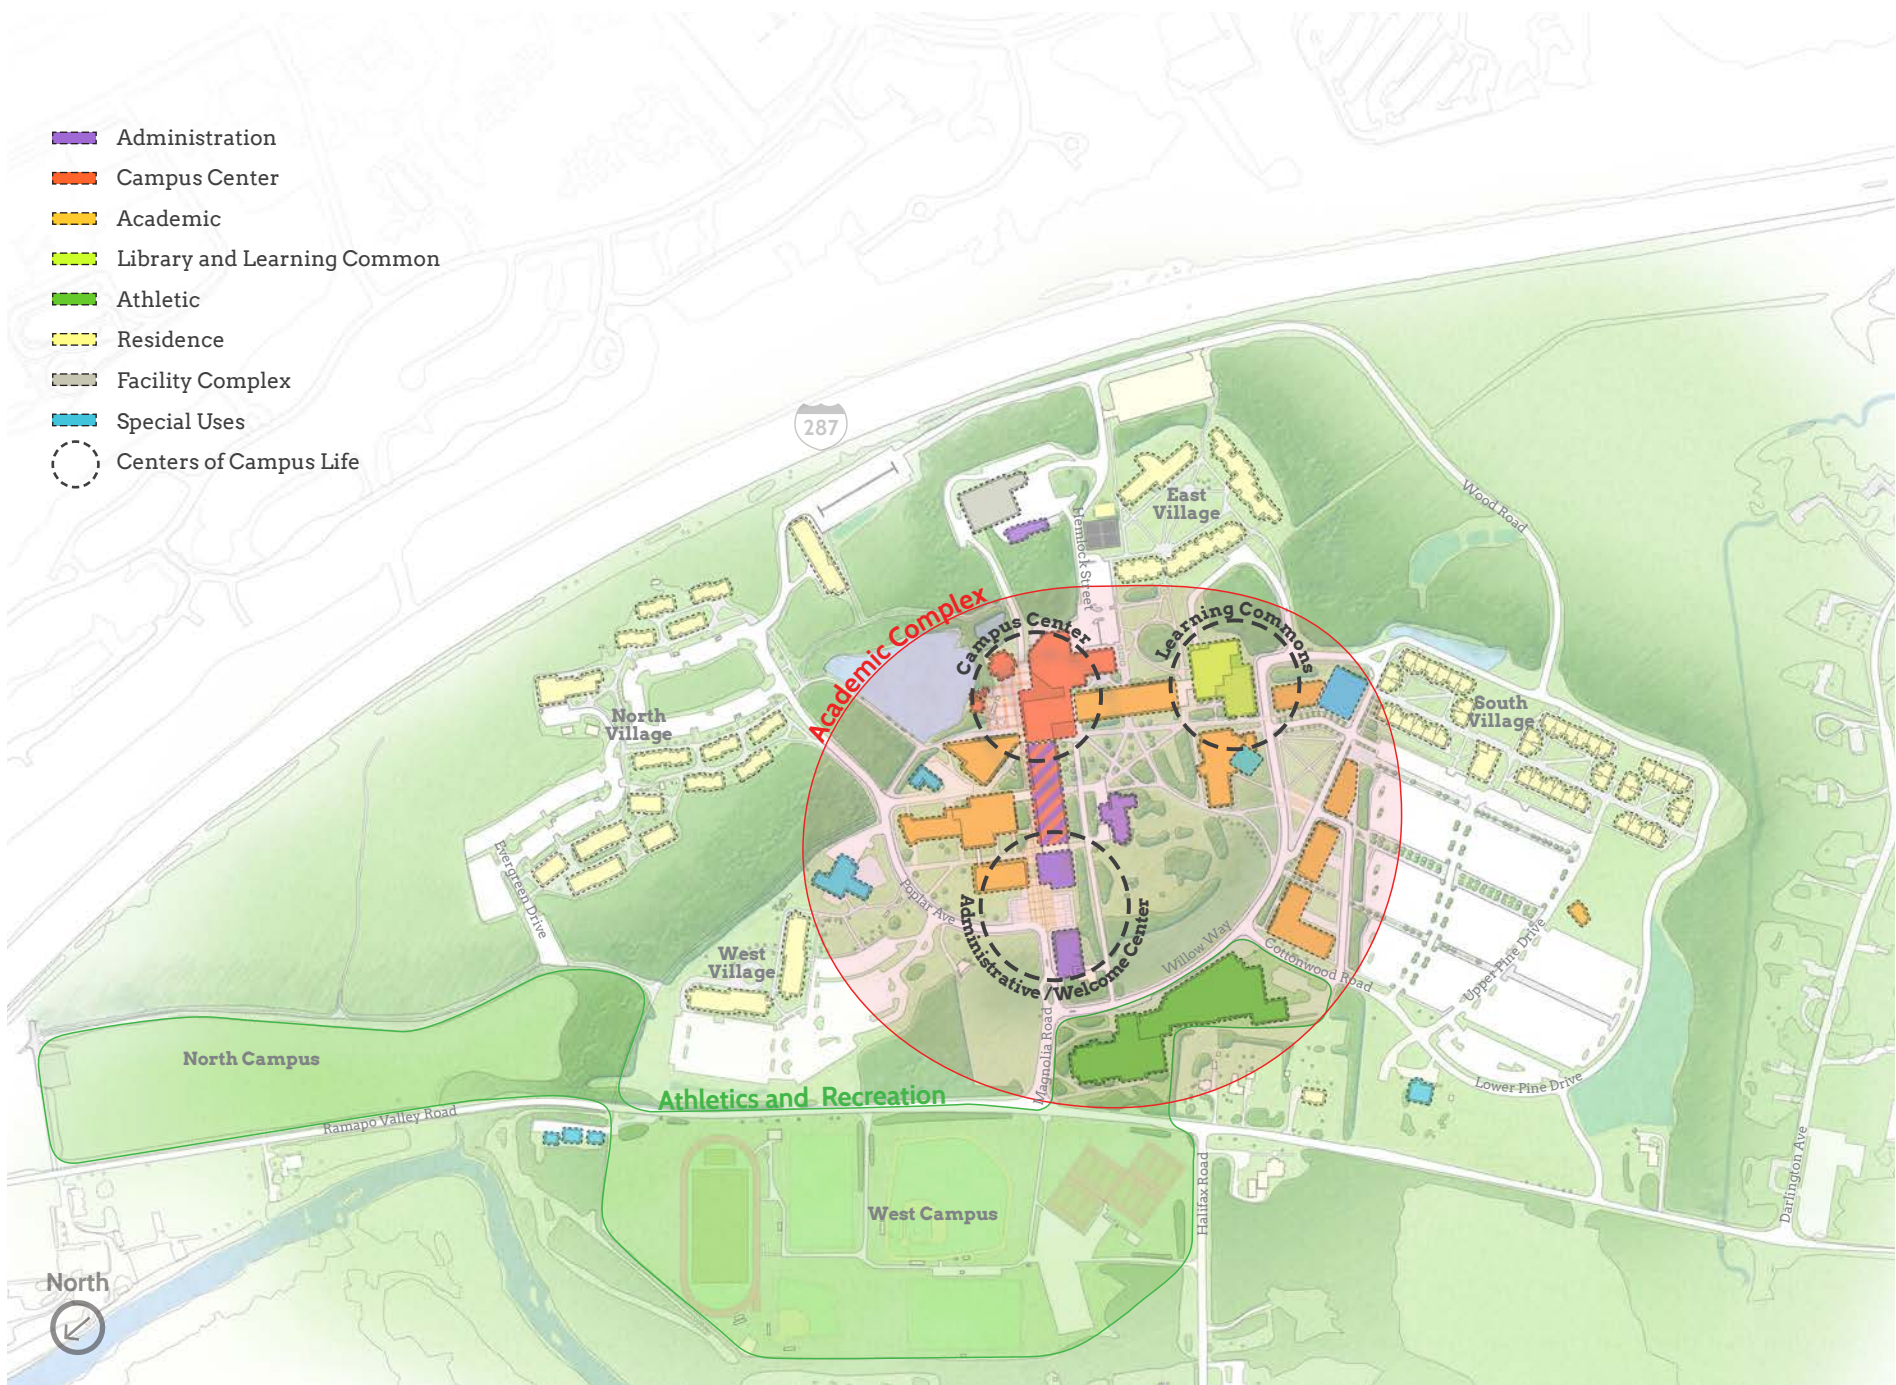 Administration
Campus Center
Academic
Library and Learning Common
Athletic
Residence
Facility Complex
Special Uses
Centers of Campus Life
287
East
Village
Wood Road
Hemlock Street
Academic Complex
Campus Center
Learning Commons
North
Village
South
Village
Evergreen Drive
Poplar Ave
West
Village
Administrative /Welcome Center
Willow Way
Cottonwood Road
Upper Pine Drive
Magnolia Road
North Campus
Athletics and Recreation
Lower Pine Drive
Ramapo Valley Road
Halifax Road
Darlington Ave
West Campus
North